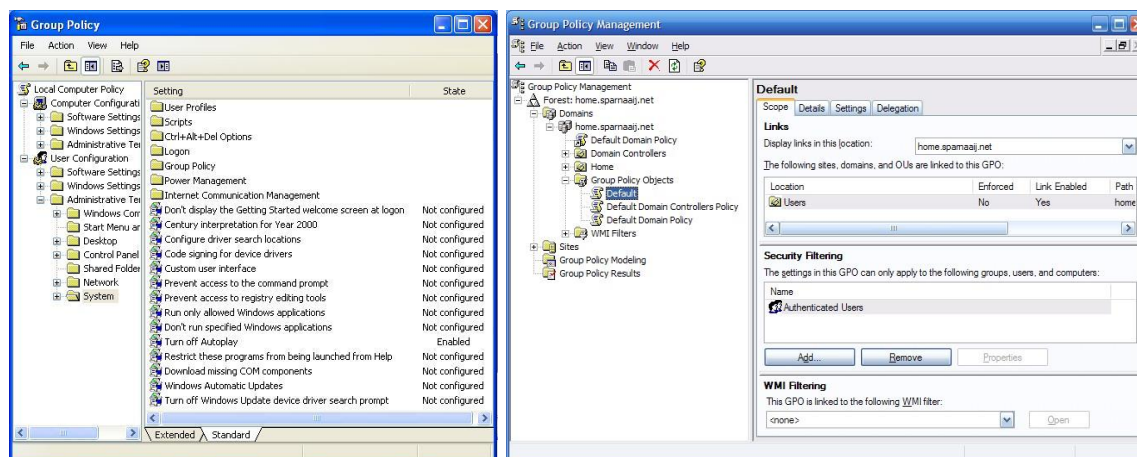 Group Policy
File Action View Help
Local Computer Policy
Computer Configurati
Software Settings
Windows Settings
Administrative Ter
User Configuration
Software Settings
Windows Settings
Administrative Ter
Windows Com
Start Menu ar
Desktop
Control Panel
Shared Folder
Network
System
Setting State
User Profiles
Scripts
Ctrl+Alt+Del Options
Logon
Group Policy
Power Management
Internet Communication Management
Don't display the Getting Started welcome screen at logon Not configured
Century interpretation for Year 2000 Not configured
Configure driver search locations Not configured
Code signing for device drivers Not configured
Custom user interface Not configured
Prevent access to the command prompt Not configured
Prevent access to registry editing tools Not configured
Run only allowed Windows applications Not configured
Don't run specified Windows applications Not configured
Turn off Autoplay Enabled
Restrict these programs from being launched from Help Not configured
Download missing COM components Not configured
Windows Automatic Updates Not configured
Turn off Windows Update device driver search prompt Not configured
Extended Standard
Group Policy Management
File Action View Window Help
Group Policy Management
Forest: home.sparnaaij.net
Domains
home.sparnaaij.net
Default Domain Policy
Domain Controllers
Home
Group Policy Objects
Default
Default Domain Controllers Policy
Default Domain Policy
WMI Filters
Sites
Group Policy Modeling
Group Policy Results
Default
Scope Details Settings Delegation
Links
Display links in this location: home.sparnaaij.net
The following sites, domains, and OUs are linked to this GPO:
Location Enforced Link Enabled Path
Users No Yes home
Security Filtering
The settings in this GPO can only apply to the following groups, users, and computers:
Name
Authenticated Users
Add... Remove Properties
WMI Filtering
This GPO is linked to the following WMI filter:
<none> Open